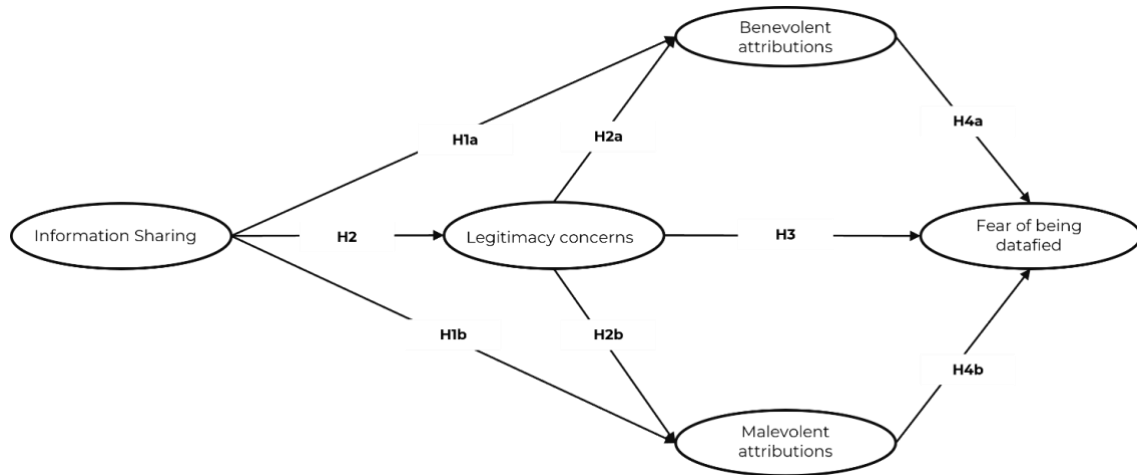 Benevolent
attributions
H4a
H1a
H2a
Information Sharing
H2
Legitimacy concerns
H3
Fear of being
datafied
H1b
H2b
H4b
Malevolent
attributions